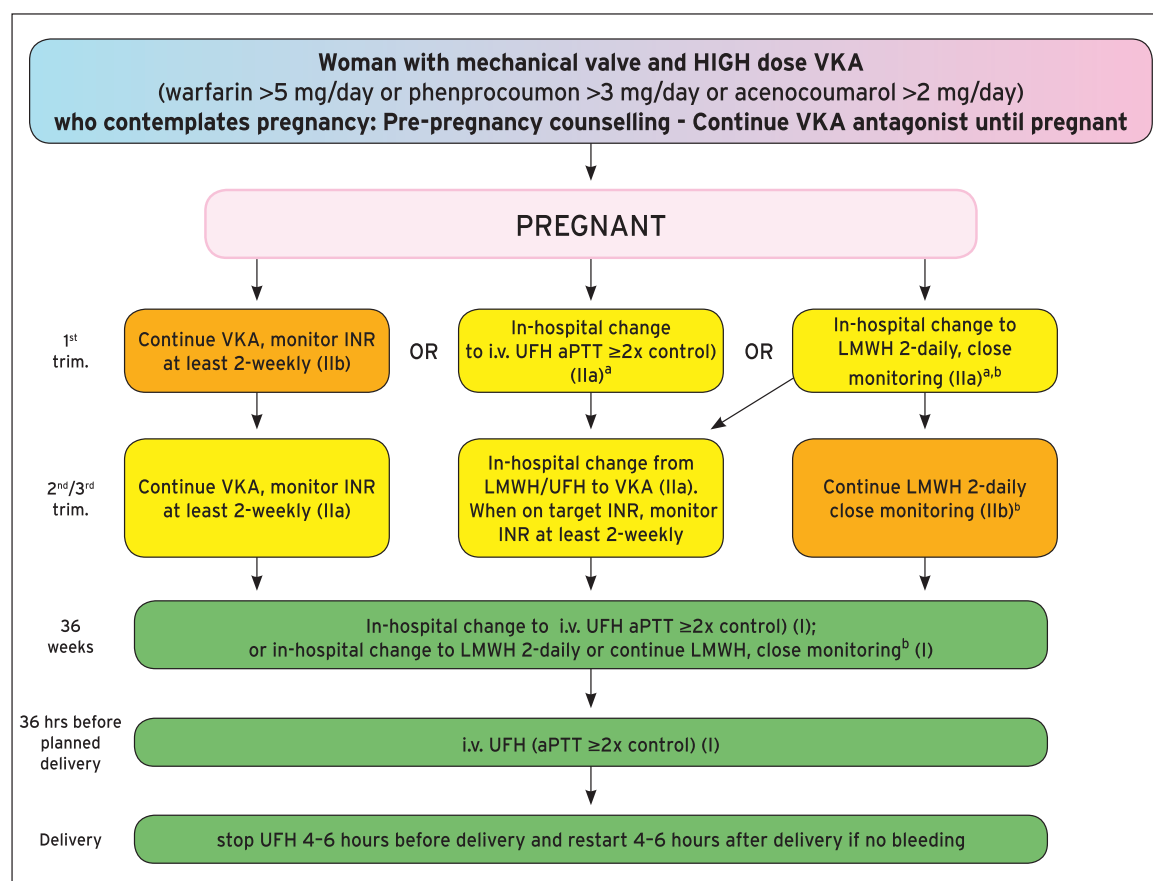 Woman with mechanical valve and HIGH dose VKA
(warfarin >5 mg/day or phenprocoumon >3 mg/day or acenocoumarol >2 mg/day)
who contemplates pregnancy: Pre-pregnancy counselling - Continue VKA antagonist until pregnant
PREGNANT
1st
trim.
Continue VKA, monitor INR
at least 2-weekly (IIb)
OR
In-hospital change
to i.v. UFH aPTT ≥2x control)
(IIa)a
OR
In-hospital change to
LMWH 2-daily, close
monitoring (IIa)a,b
2nd/3rd
trim.
Continue VKA, monitor INR
at least 2-weekly (IIa)
In-hospital change from
LMWH/UFH to VKA (IIa).
When on target INR, monitor
INR at least 2-weekly
Continue LMWH 2-daily
close monitoring (IIb)b
36
weeks
In-hospital change to i.v. UFH aPTT ≥2x control) (I);
or in-hospital change to LMWH 2-daily or continue LMWH, close monitoringb (I)
36 hrs before
planned
delivery
i.v. UFH (aPTT ≥2x control) (I)
Delivery
stop UFH 4-6 hours before delivery and restart 4-6 hours after delivery if no bleeding